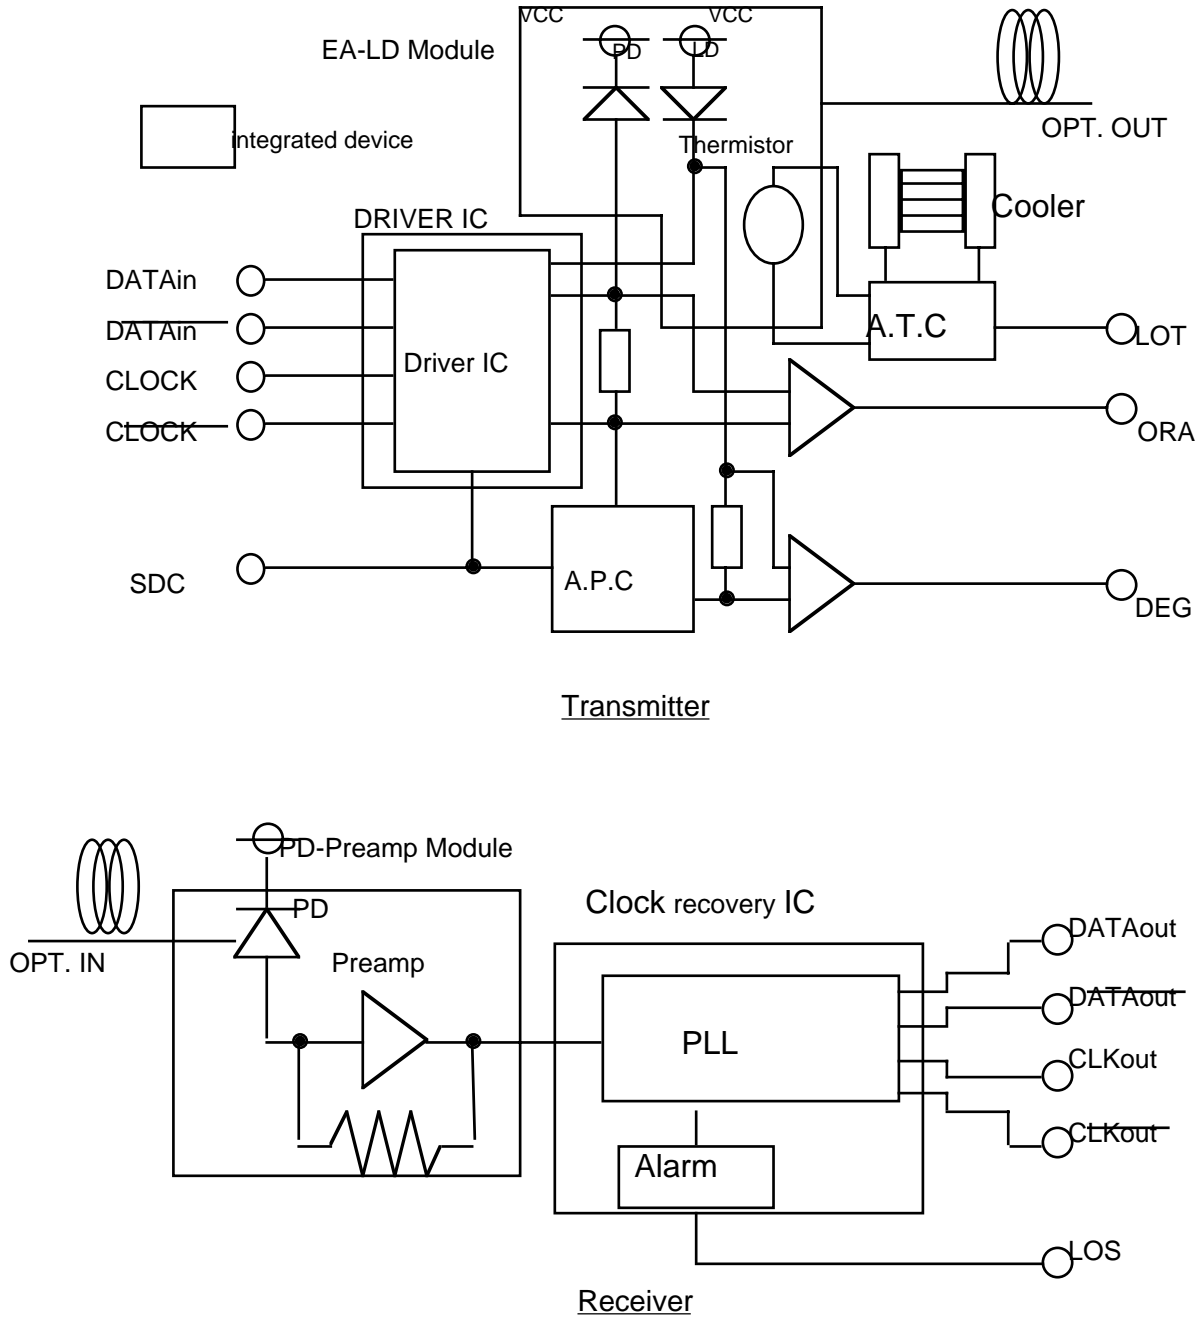 VCC
VCC
EA-LD Module
PD
LD
integrated device
Thermistor
OPT. OUT
Cooler
DRIVER IC
DATAin
DATAin
CLOCK
CLOCK
Driver IC
A.T.C
LOT
ORA
SDC
A.P.C
DEG
Transmitter
PD-Preamp Module
PD
OPT. IN
Preamp
Clock recovery IC
PLL
DATAout
DATAout
CLKout
CLKout
Alarm
LOS
Receiver